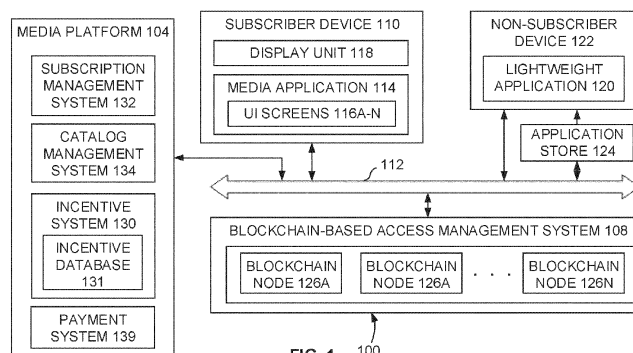 MEDIA PLATFORM 104
SUBSCRIPTION
MANAGEMENT
SYSTEM 132
CATALOG
MANAGEMENT
SYSTEM 134
INCENTIVE
SYSTEM 130
INCENTIVE
DATABASE
131
PAYMENT
SYSTEM 139
SUBSCRIBER DEVICE 110
DISPLAY UNIT 118
MEDIA APPLICATION 114
UI SCREENS 116A-N
NON-SUBSCRIBER
DEVICE 122
LIGHTWEIGHT
APPLICATION 120
APPLICATION
STORE 124
112
BLOCKCHAIN-BASED ACCESS MANAGEMENT SYSTEM 108
BLOCKCHAIN
NODE 126A
BLOCKCHAIN
NODE 126A
. . .
BLOCKCHAIN
NODE 126N
100